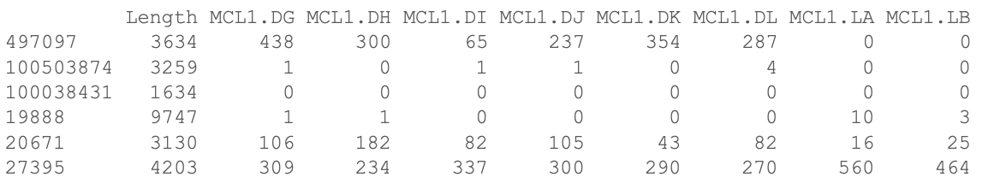 Length MCL1.DG MCL1.DH MCL1.DI MCL1.DJ MCL1.DK MCL1.DL MCL1.LA MCL1.LB
497097 3634 438 300 65 237 354 287 0 0
100503874 3259 1 0 1 1 0 4 0 0
100038431 1634 0 0 0 0 0 0 0 0
19888 9747 1 1 0 0 0 0 10 3
20671 3130 106 182 82 105 43 82 16 25
27395 4203 309 234 337 300 290 270 560 464